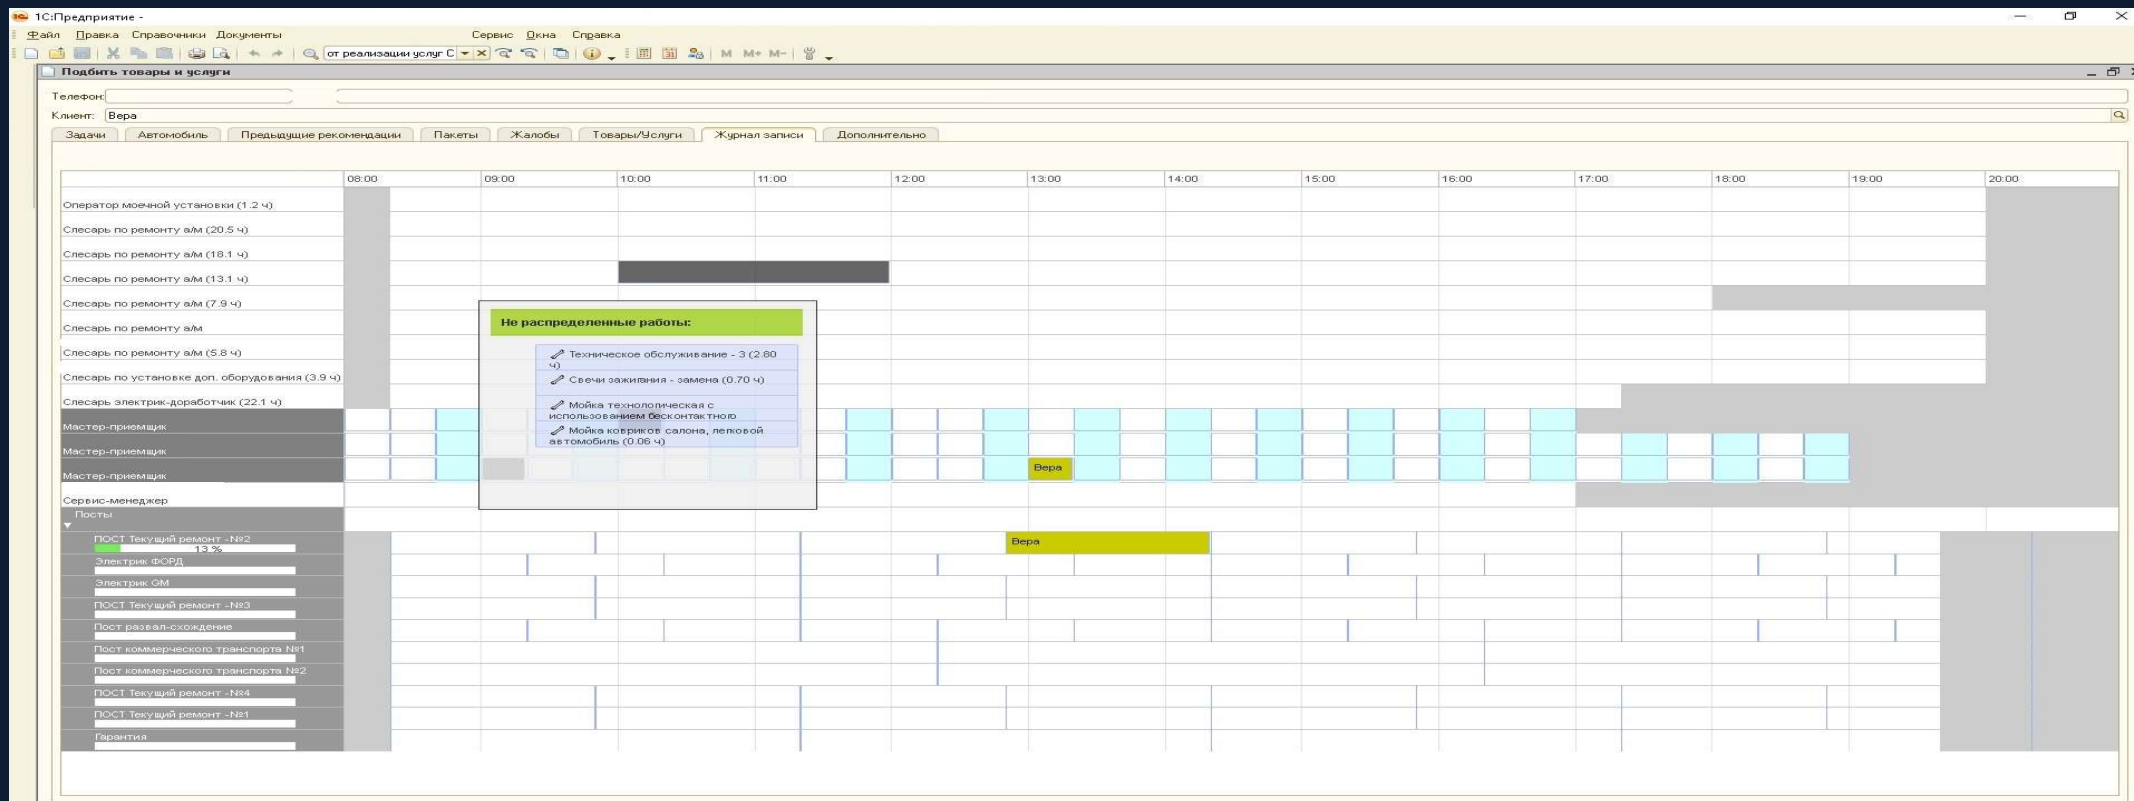 1С:Предприятие -
Файл Правка Справочники Документы Сервис Окна Справка
от реализации услуг С M M+ M-
Подбить товары и услуги
Телефон:
Клиент: Вера
Задачи Автомобиль Предыдущие рекомендации Пакеты Жалобы Товары/Услуги Журнал записи Дополнительно
08:00 09:00 10:00 11:00 12:00 13:00 14:00 15:00 16:00 17:00 18:00 19:00 20:00
Оператор моечной установки (1.2 ч)
Слесарь по ремонту а/м (20.5 ч)
Слесарь по ремонту а/м (18.1 ч)
Слесарь по ремонту а/м (13.1 ч)
Слесарь по ремонту а/м (7.9 ч)
Слесарь по ремонту а/м
Слесарь по ремонту а/м (5.8 ч)
Слесарь по установке доп. оборудования (3.9 ч)
Слесарь электрик-доработчик (22.1 ч)
Не распределенные работы:
Техническое обслуживание - 3 (2.80
ч)
Свечи зажигания - замена (0.70 ч)
Мойка технологическая с
использованием бесконтактного
Мойка ковриков салона, легковой
автомобиль (0.06 ч)
Мастер-приемщик
Мастер-приемщик
Мастер-приемщик Вера
Сервис-менеджер
Посты
ПОСТ Текущий ремонт -№2 Вера
13 %
Электрик ФОРД
Электрик GM
ПОСТ Текущий ремонт -№3
Пост развал-схождение
Пост коммерческого транспорта №1
Пост коммерческого транспорта №2
ПОСТ Текущий ремонт -№4
ПОСТ Текущий ремонт -№1
Гарантия